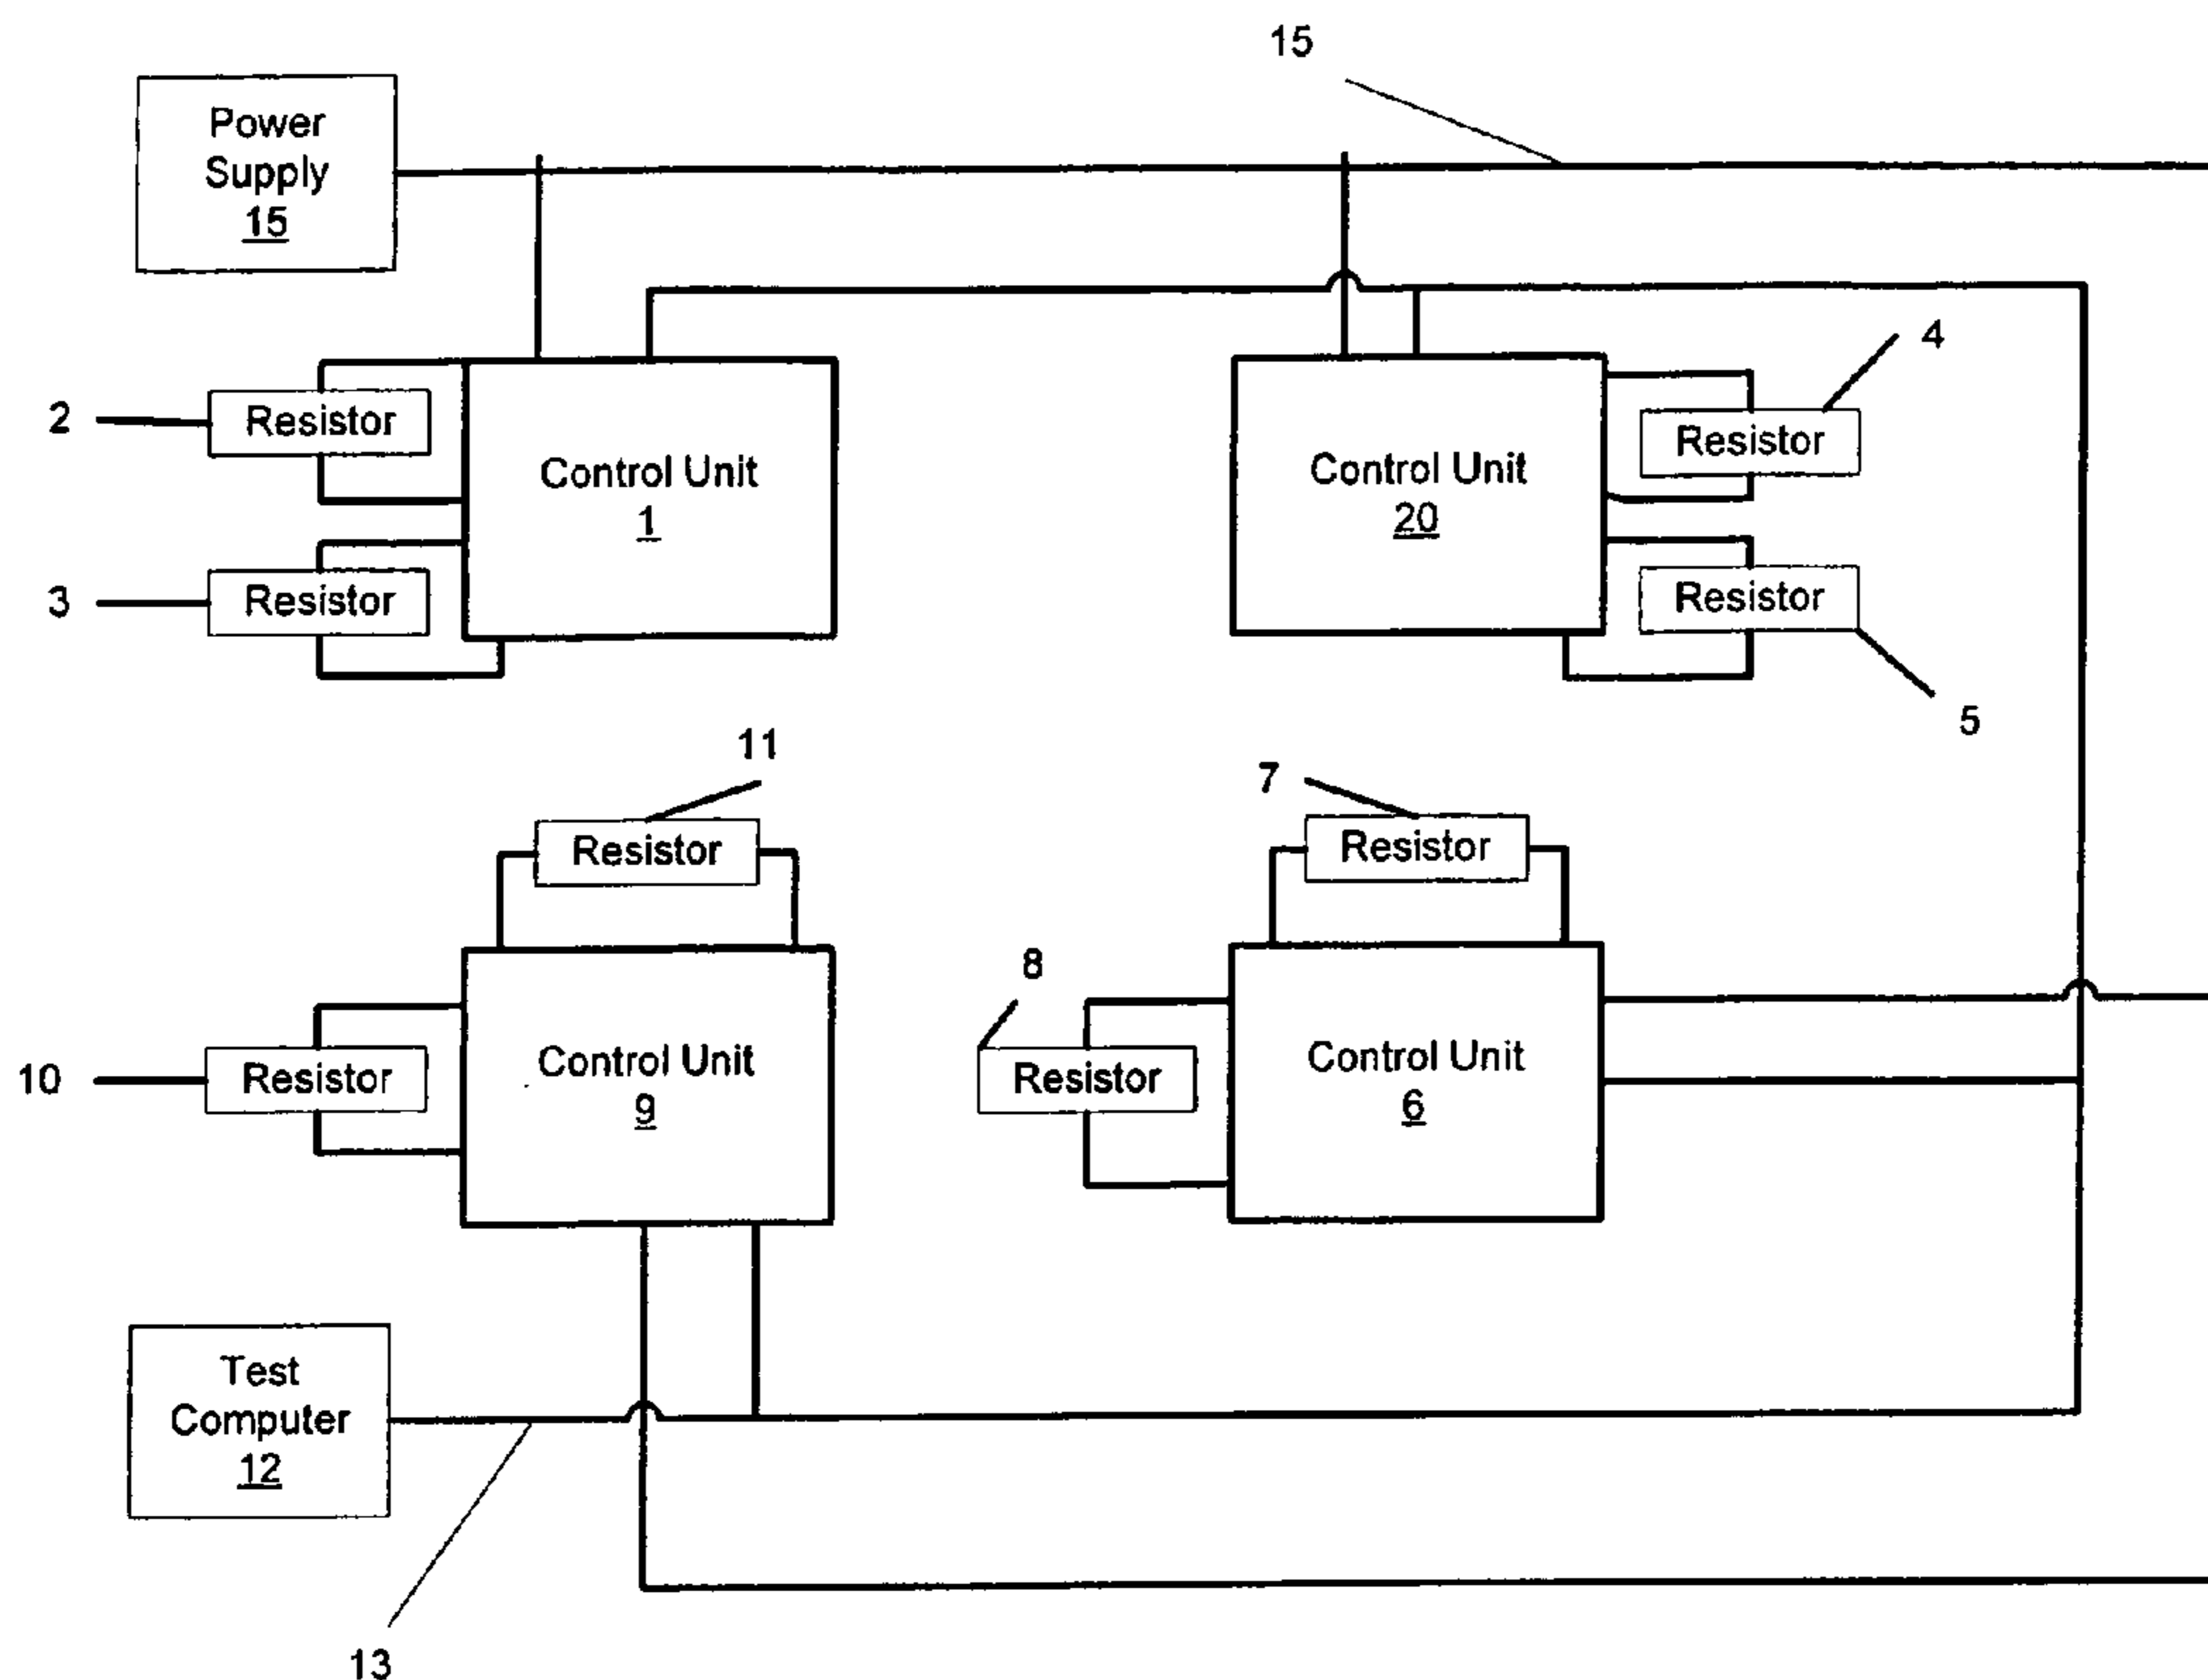 15
Power
Supply
15
4
2
Resistor
Resistor
Control Unit
1
Control Unit
20
3
Resistor
Resistor
5
11
7
Resistor
Resistor
8
10
Resistor
Control Unit
9
Resistor
Control Unit
6
Test
Computer
12
13